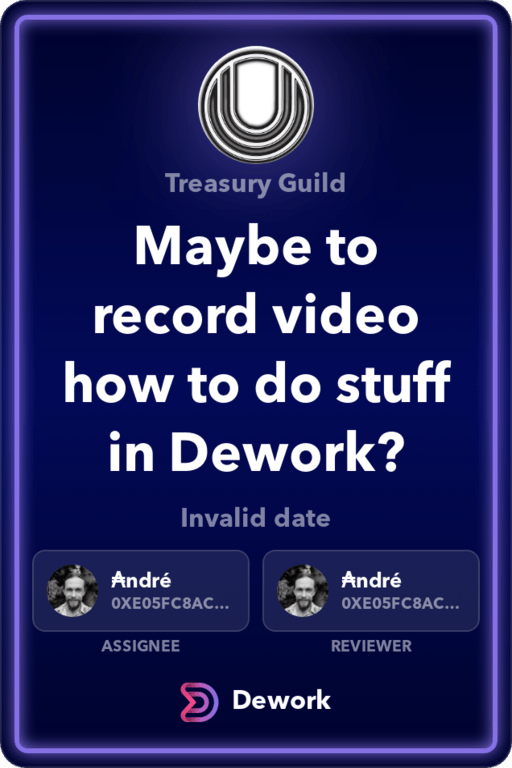 Treasury Guild
Maybe to
record video
how to do stuff
in Dework?
Invalid date
₳ndré
0XE05FC8AC...
₳ndré
0XE05FC8AC...
ASSIGNEE
REVIEWER
Dework